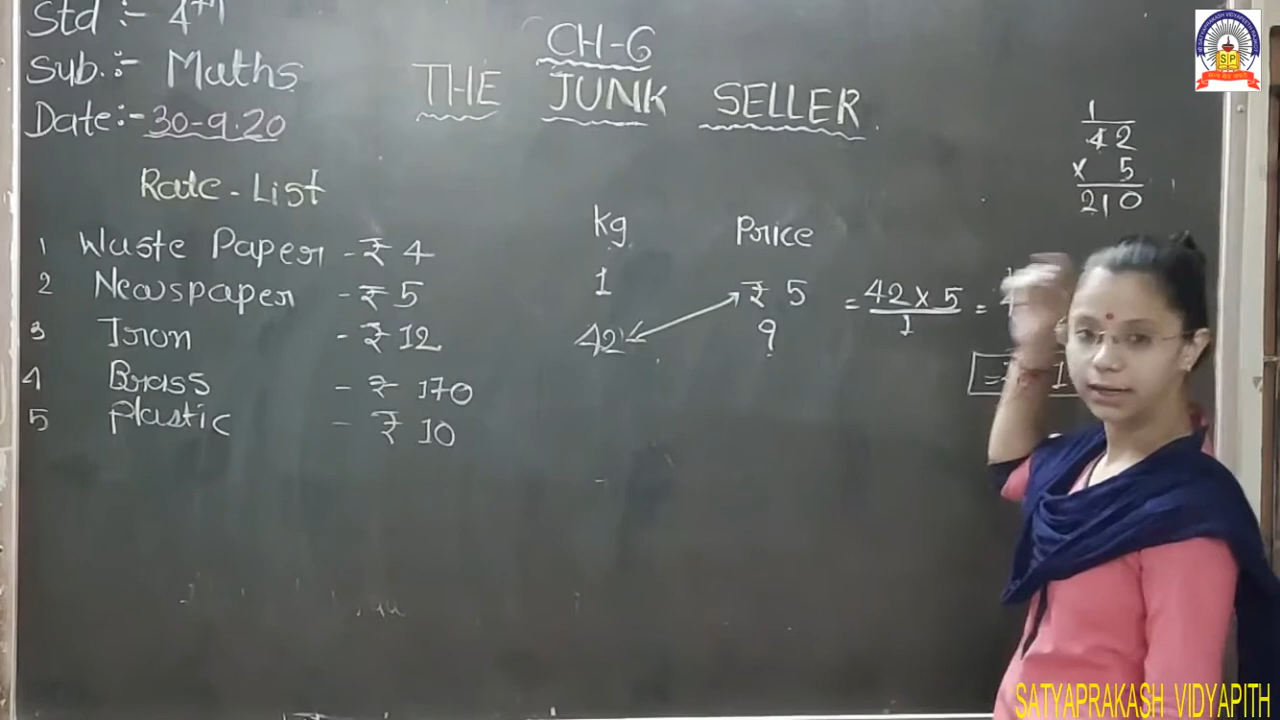 Std :- 4th
Sub. :- Maths
Date:- 30-9.20
CH-6
THE JUNK SELLER
Rate-List
1 Waste Paper - ₹ 4
2 Newspaper - ₹ 5
3 Iron - ₹ 12
4 Brass - ₹ 170
5 Plastic - ₹ 10
kg Price
1 ₹ 5
42 ?
= 42 x 5 / 1 =
1
42
x 5
210
SP
SATYAPRAKASH VIDYAPITH